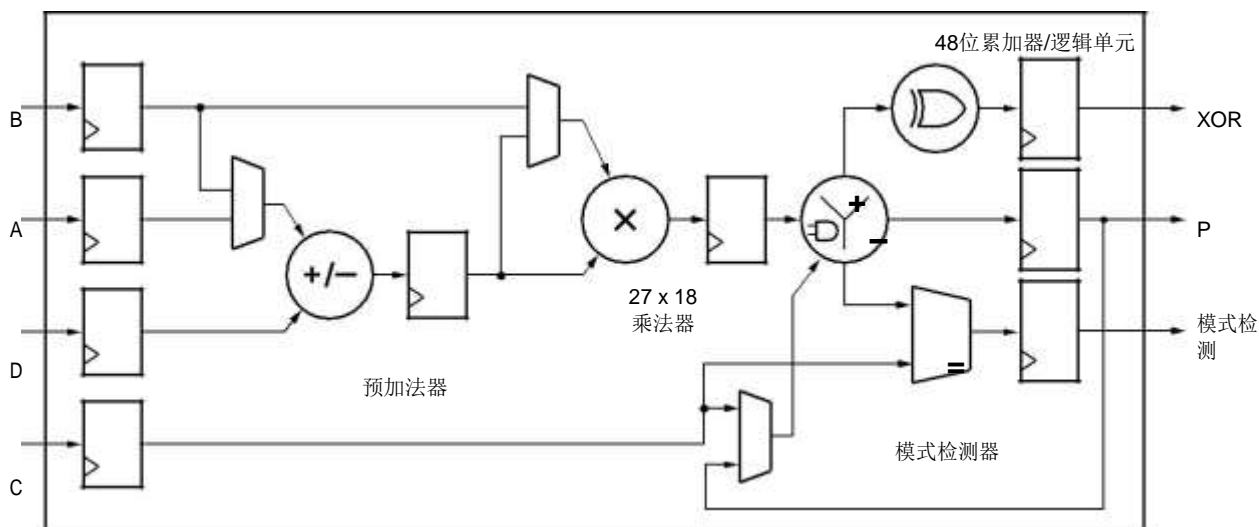 48位累加器/逻辑单元
B
XOR
A
+
-
P
×
+/−
27 x 18
乘法器
模式检
测
D
=
预加法器
模式检测器
C